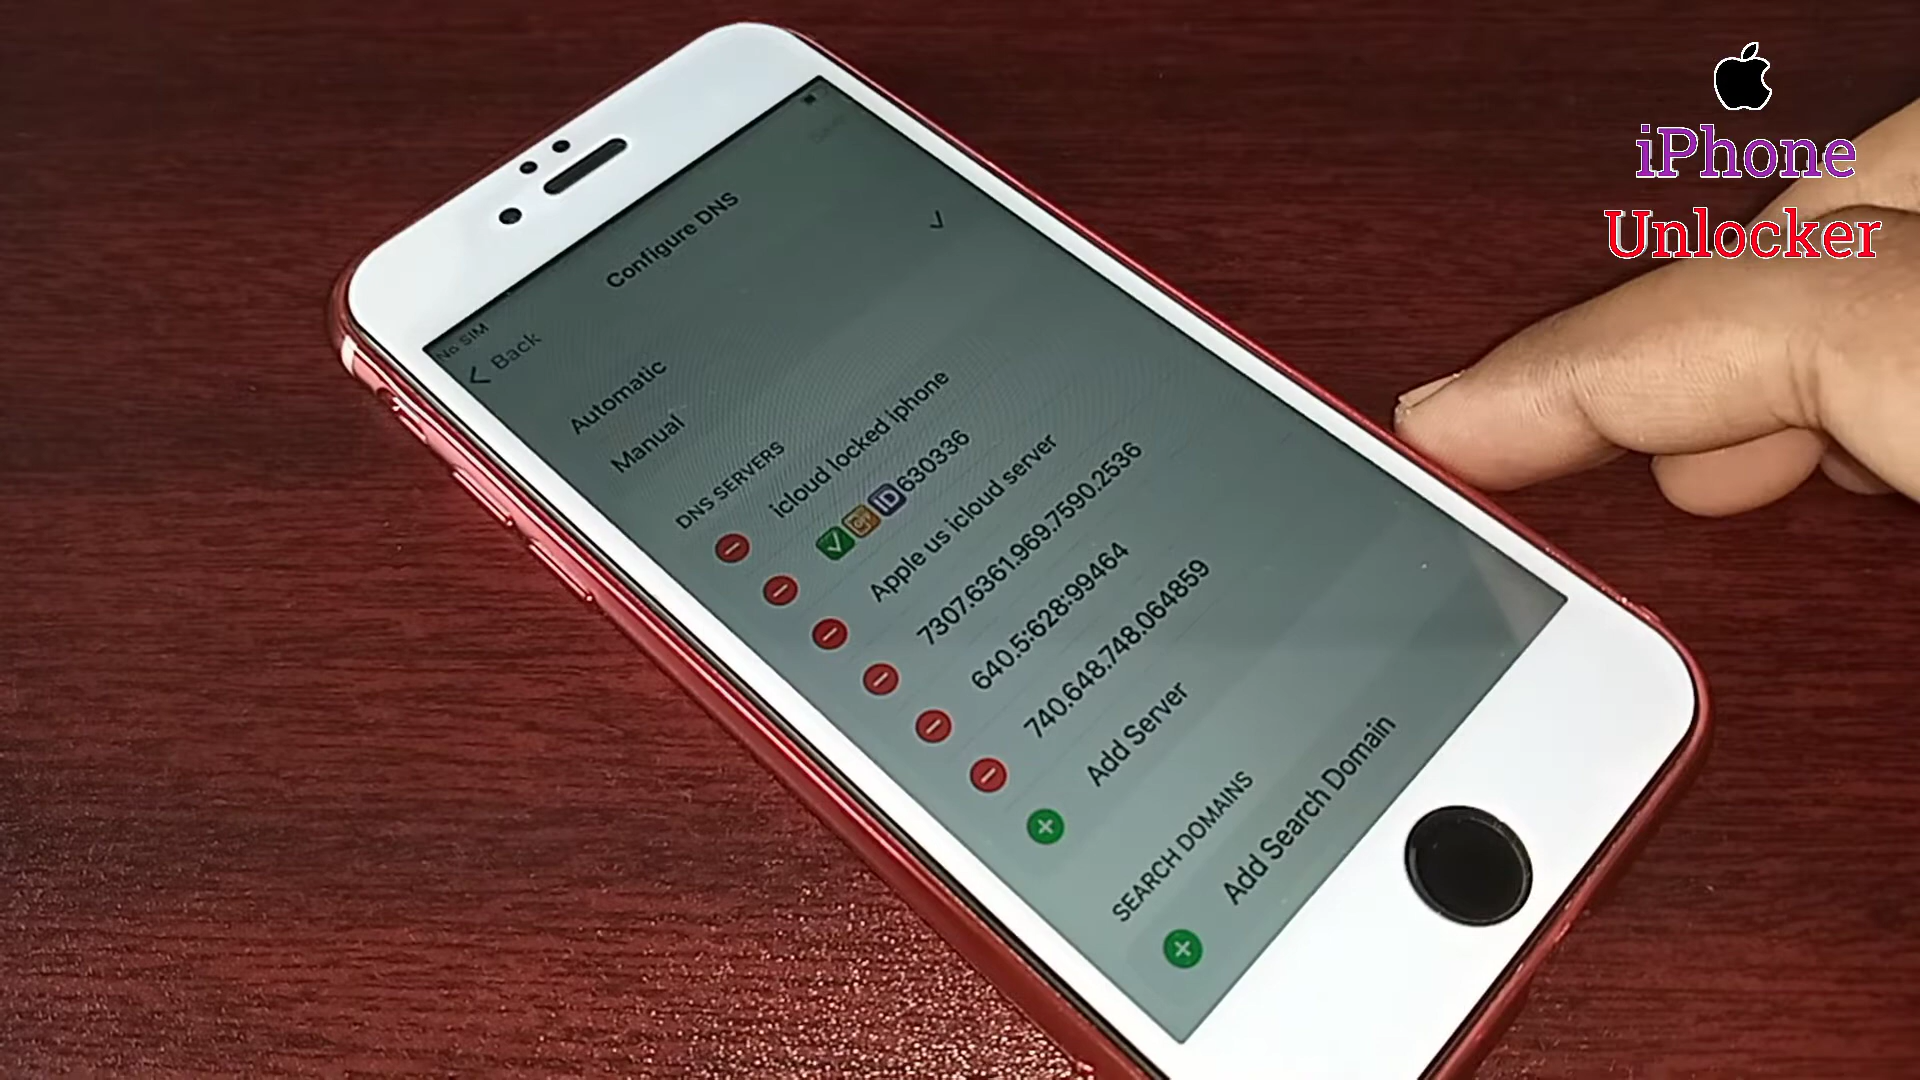 iPhone
Unlocker
No SIM
Back
Configure DNS
Automatic
Manual
DNS SERVERS
icloud locked iphone
✅📴🆔630336
Apple us icloud server
7307.6361.969.7590.2536
640.5:628:99464
740.648.748.064859
Add Server
SEARCH DOMAINS
Add Search Domain